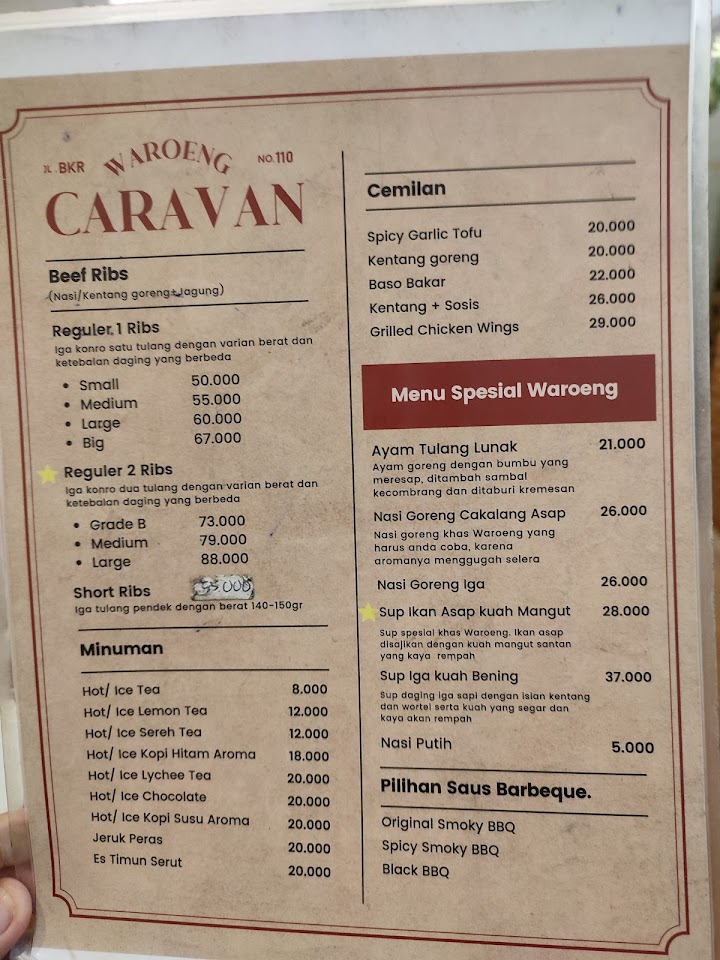 JL. BKR WAROENG NO. 110
CARAVAN
Beef Ribs
(Nasi/Kentang goreng+Jagung)
Reguler 1 Ribs
Iga konro satu tulang dengan varian berat dan
ketebalan daging yang berbeda
• Small 50.000
• Medium 55.000
• Large 60.000
• Big 67.000
Reguler 2 Ribs
Iga konro dua tulang dengan varian berat dan
ketebalan daging yang berbeda
• Grade B 73.000
• Medium 79.000
• Large 88.000
Short Ribs 55.000
Iga tulang pendek dengan berat 140-150gr
Minuman
Hot/ Ice Tea 8.000
Hot/ Ice Lemon Tea 12.000
Hot/ Ice Sereh Tea 12.000
Hot/ Ice Kopi Hitam Aroma 18.000
Hot/ Ice Lychee Tea 20.000
Hot/ Ice Chocolate 20.000
Hot/ Ice Kopi Susu Aroma 20.000
Jeruk Peras 20.000
Es Timun Serut 20.000
Cemilan
Spicy Garlic Tofu 20.000
Kentang goreng 20.000
Baso Bakar 22.000
Kentang + Sosis 26.000
Grilled Chicken Wings 29.000
Menu Spesial Waroeng
Ayam Tulang Lunak 21.000
Ayam goreng dengan bumbu yang
meresap, ditambah sambal
kecombrang dan ditaburi kremesan
Nasi Goreng Cakalang Asap 26.000
Nasi goreng khas Waroeng yang
harus anda coba, karena
aromanya menggugah selera
Nasi Goreng Iga 26.000
Sup Ikan Asap kuah Mangut 28.000
Sup spesial khas Waroeng. Ikan asap
disajikan dengan kuah mangut santan
yang kaya rempah
Sup Iga kuah Bening 37.000
Sup daging iga sapi dengan isian kentang
dan wortel serta kuah yang segar dan
kaya akan rempah
Nasi Putih 5.000
Pilihan Saus Barbeque.
Original Smoky BBQ
Spicy Smoky BBQ
Black BBQ